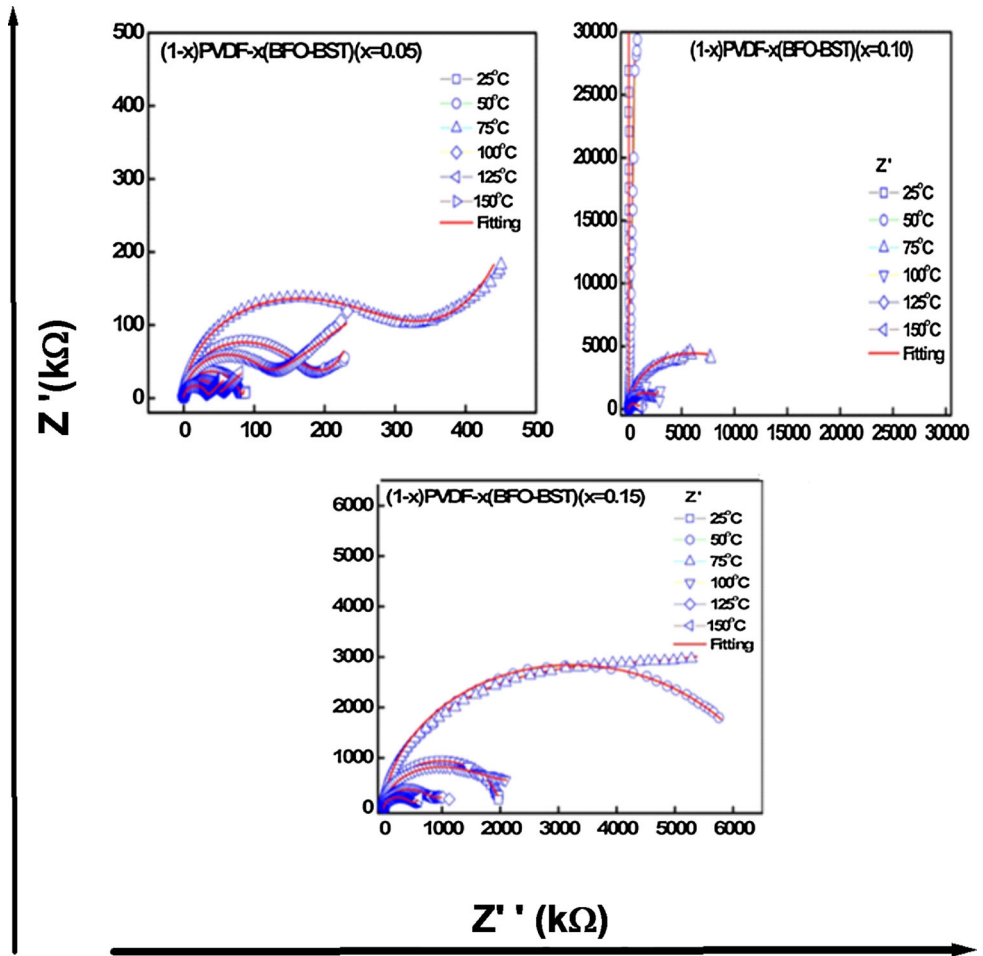 Z '(kΩ)
(1-x)PVDF-x(BFO-BST)(x=0.05)
500
400
300
200
100
0
25°C
50°C
75°C
100°C
125°C
150°C
Fitting
0 100 200 300 400 500
(1-x)PVDF-x(BFO-BST)(x=0.10)
30000
25000
20000
15000
10000
5000
0
Z'
25°C
50°C
75°C
100°C
125°C
150°C
Fitting
0 5000 10000 15000 20000 25000 30000
(1-x)PVDF-x(BFO-BST)(x=0.15)
6000
5000
4000
3000
2000
1000
0
Z'
25°C
50°C
75°C
100°C
125°C
150°C
Fitting
0 1000 2000 3000 4000 5000 6000
Z' ' (kΩ)